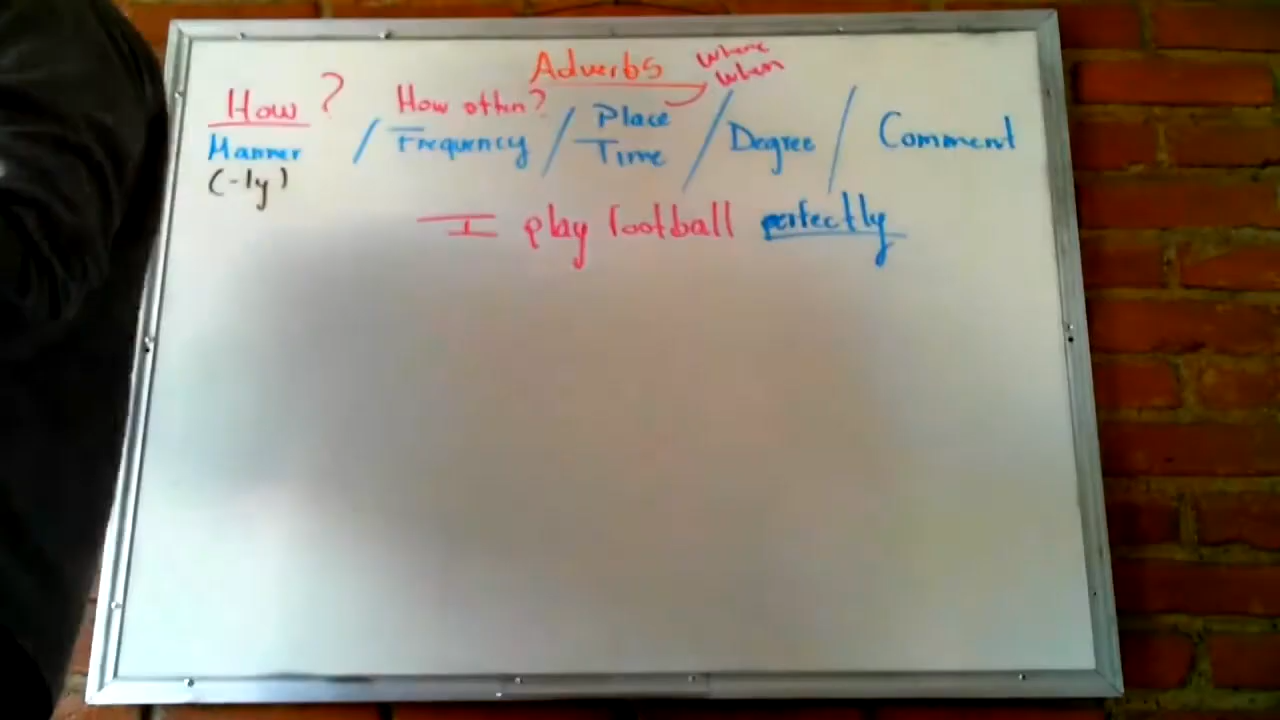 Adverbs
where
when
How ?
How often?
Manner / Frequency / Place / Degree / Comment
Time
(-ly)
I play football perfectly